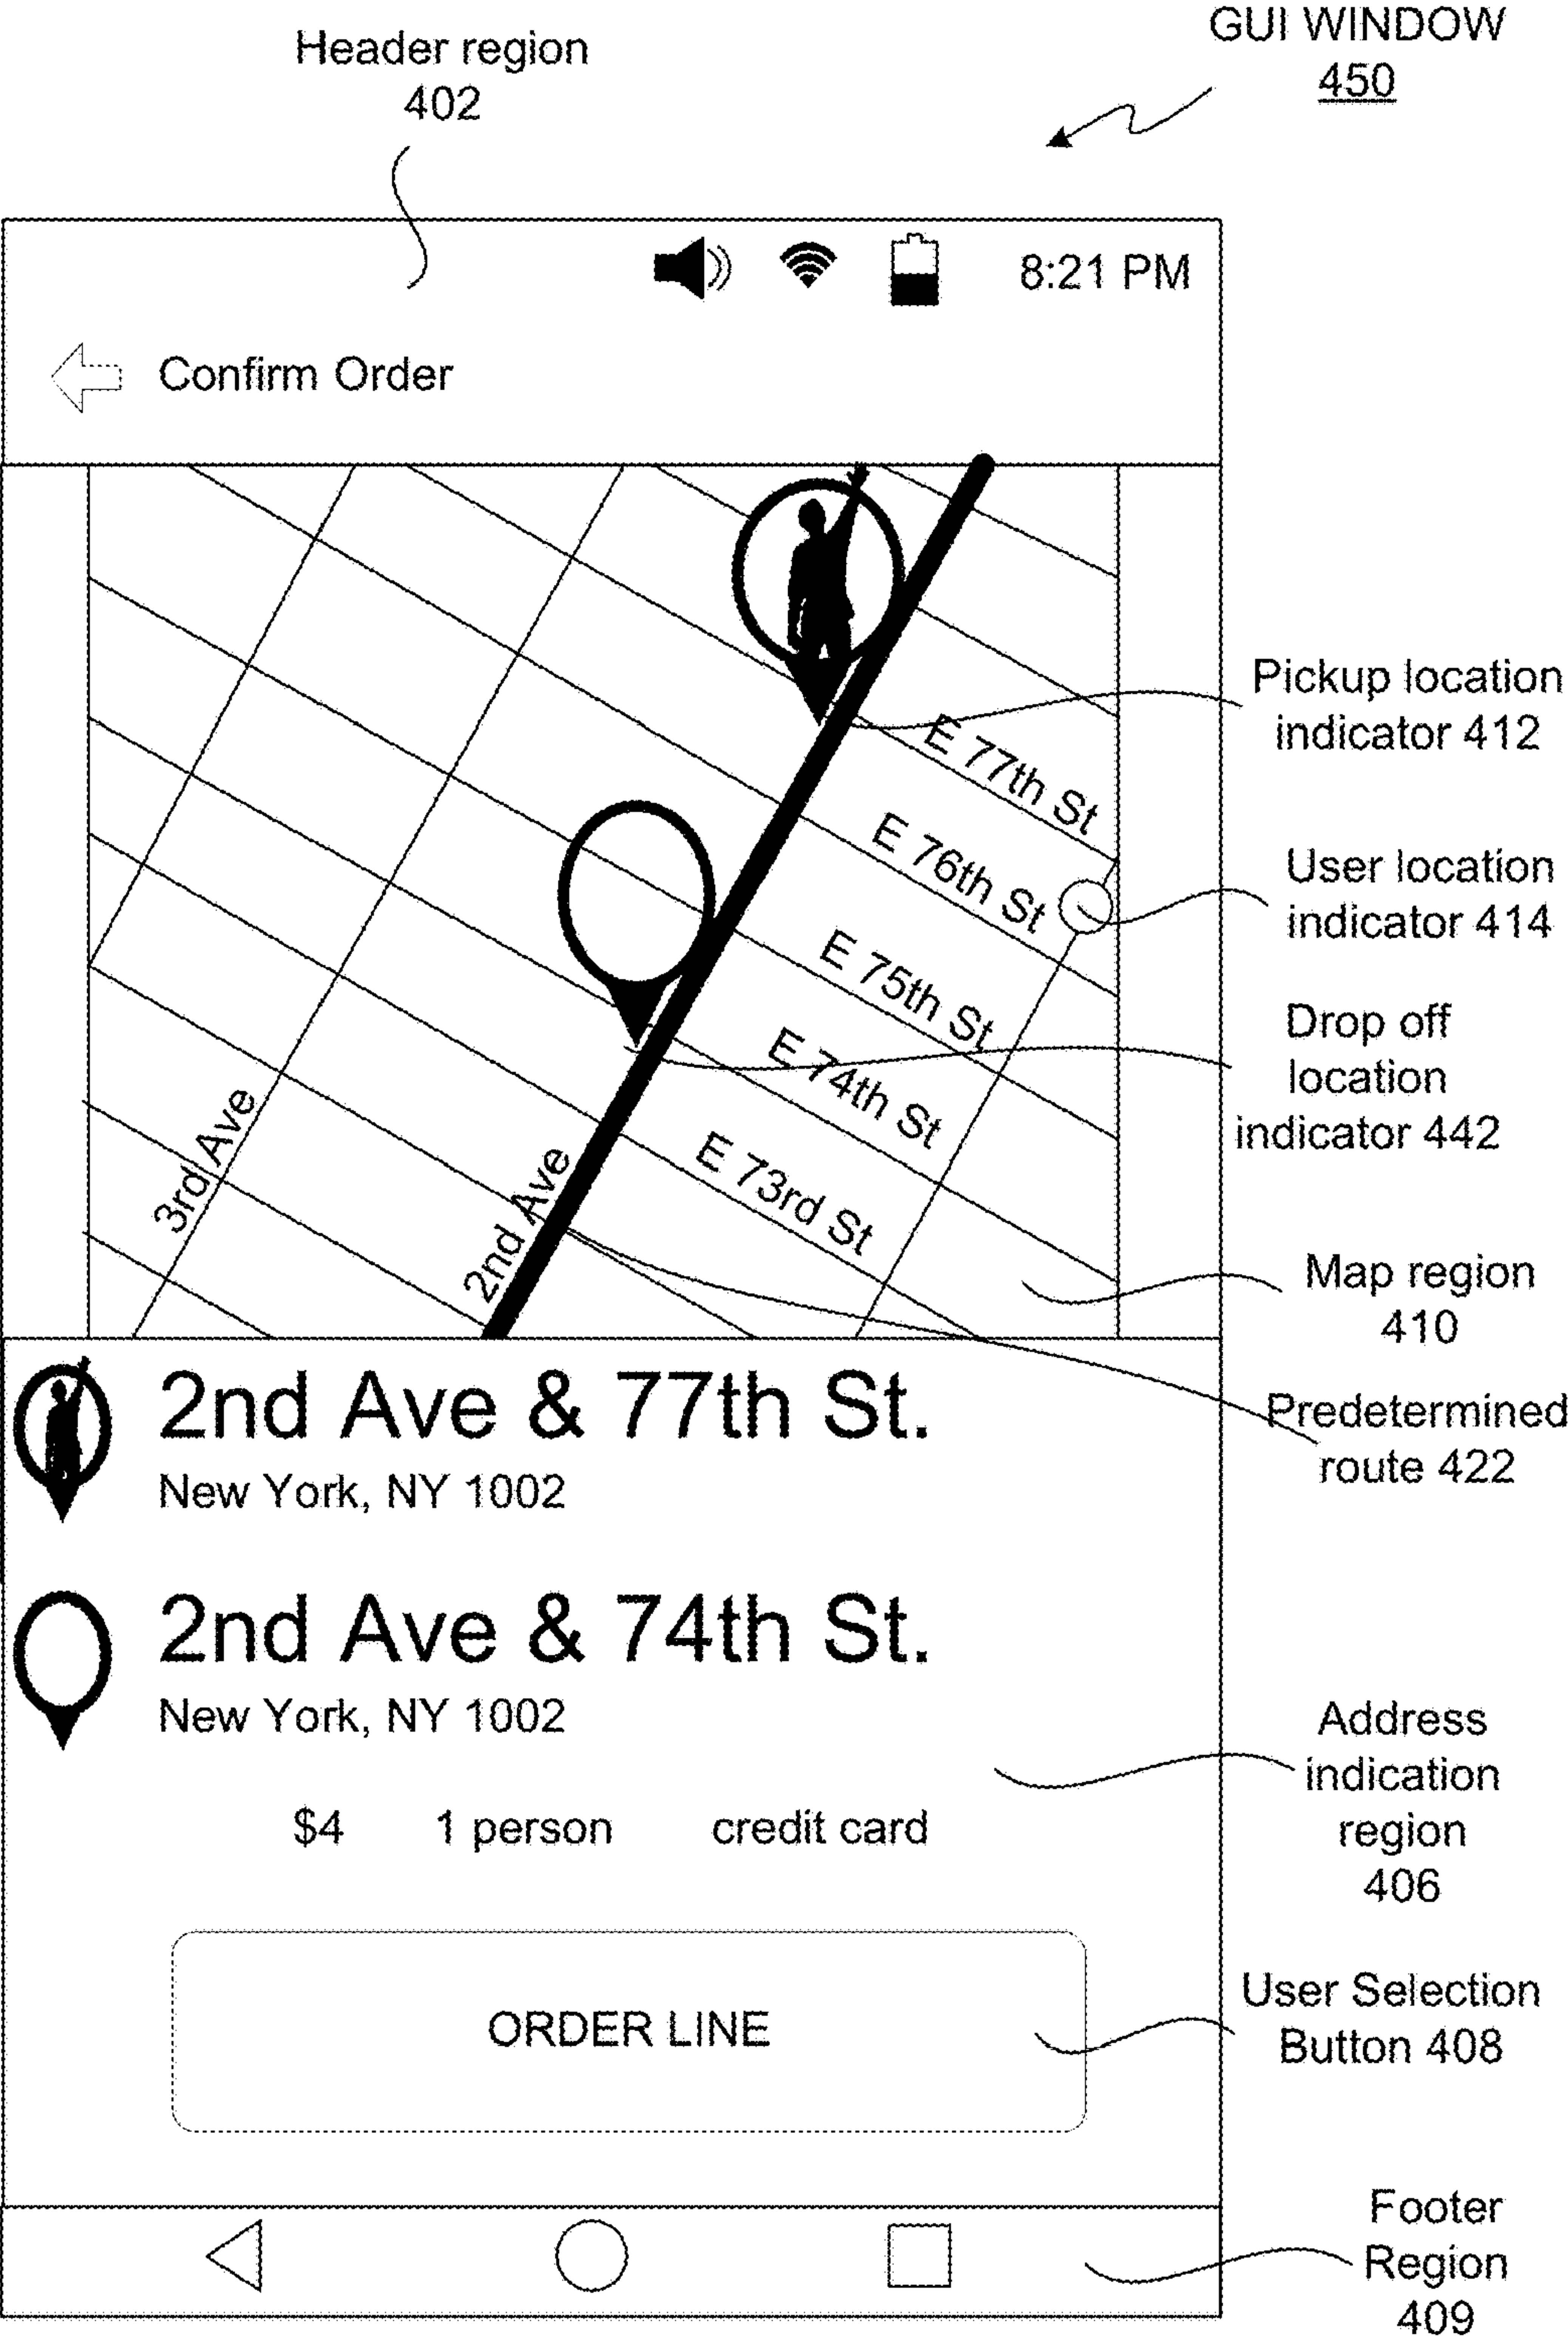 GUI WINDOW
450
Header region
402
8:21 PM
Confirm Order
Pickup location
indicator 412
E 77th St
E 76th St
User location
indicator 414
E 75th St
Drop off
location
indicator 442
E 74th St
E 73rd St
3rd Ave
2nd Ave
Map region
410
2nd Ave & 77th St.
New York, NY 1002
Predetermined
route 422
2nd Ave & 74th St.
New York, NY 1002
Address
indication
region
406
$4 1 person credit card
ORDER LINE
User Selection
Button 408
Footer
Region
409